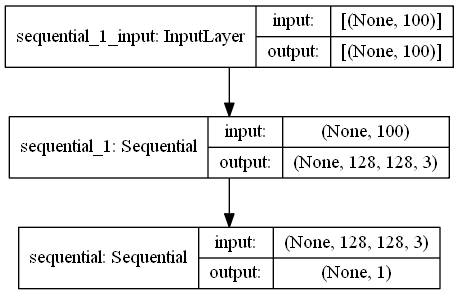 sequential_1_input: InputLayer
input: [(None, 100)]
output: [(None, 100)]
sequential_1: Sequential
input: (None, 100)
output: (None, 128, 128, 3)
sequential: Sequential
input: (None, 128, 128, 3)
output: (None, 1)